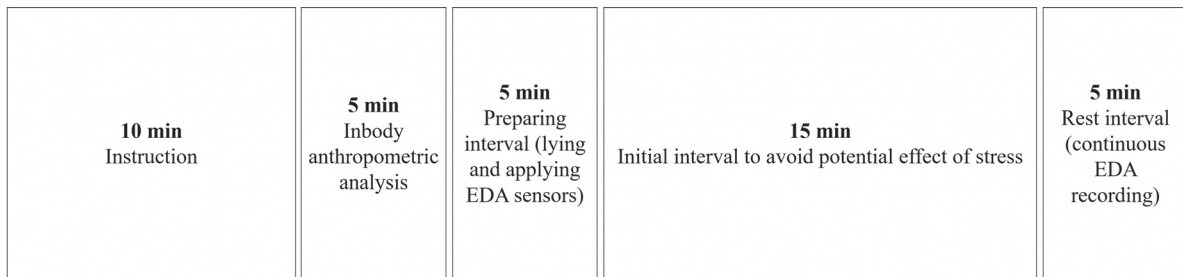 10 min
Instruction
5 min
Inbody
anthropometric
analysis
5 min
Preparing
interval (lying
and applying
EDA sensors)
15 min
Initial interval to avoid potential effect of stress
5 min
Rest interval
(continuous
EDA
recording)